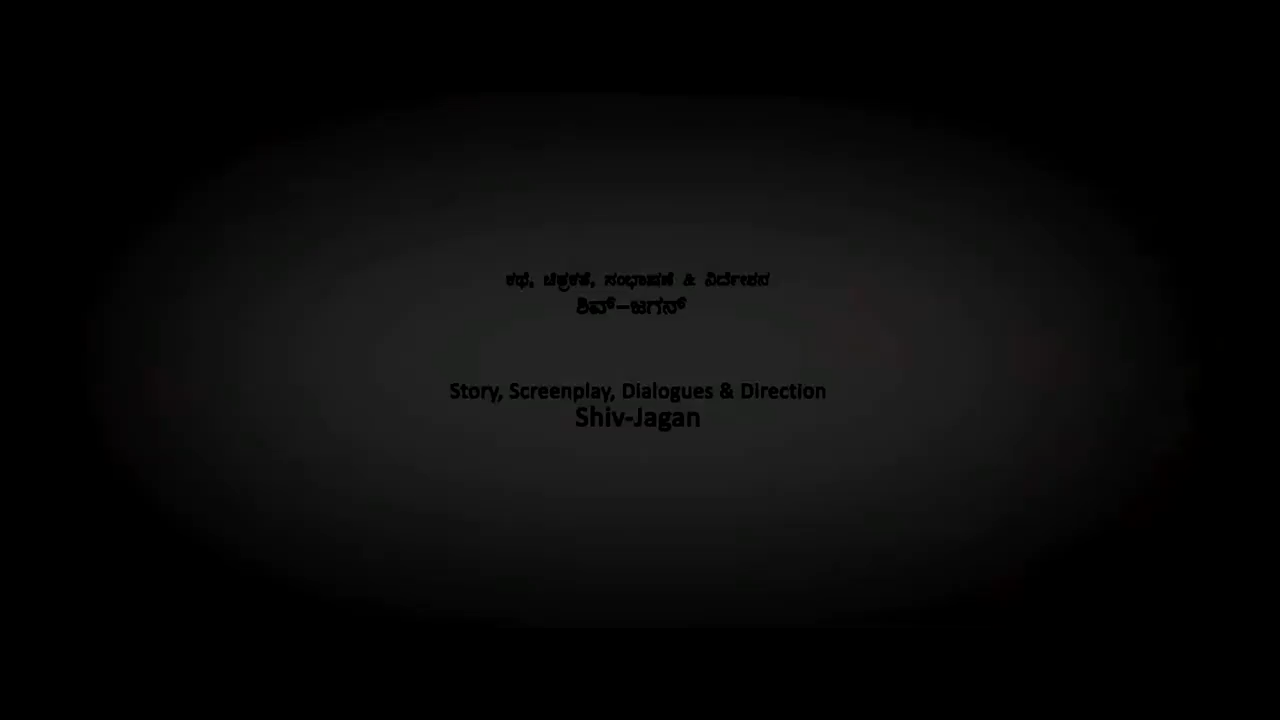 ಕಥೆ, ಚಿತ್ರಕಥೆ, ಸಂಭಾಷಣೆ & ನಿರ್ದೇಶನ
ಶಿವ್-ಜಗನ್
Story, Screenplay, Dialogues & Direction
Shiv-Jagan